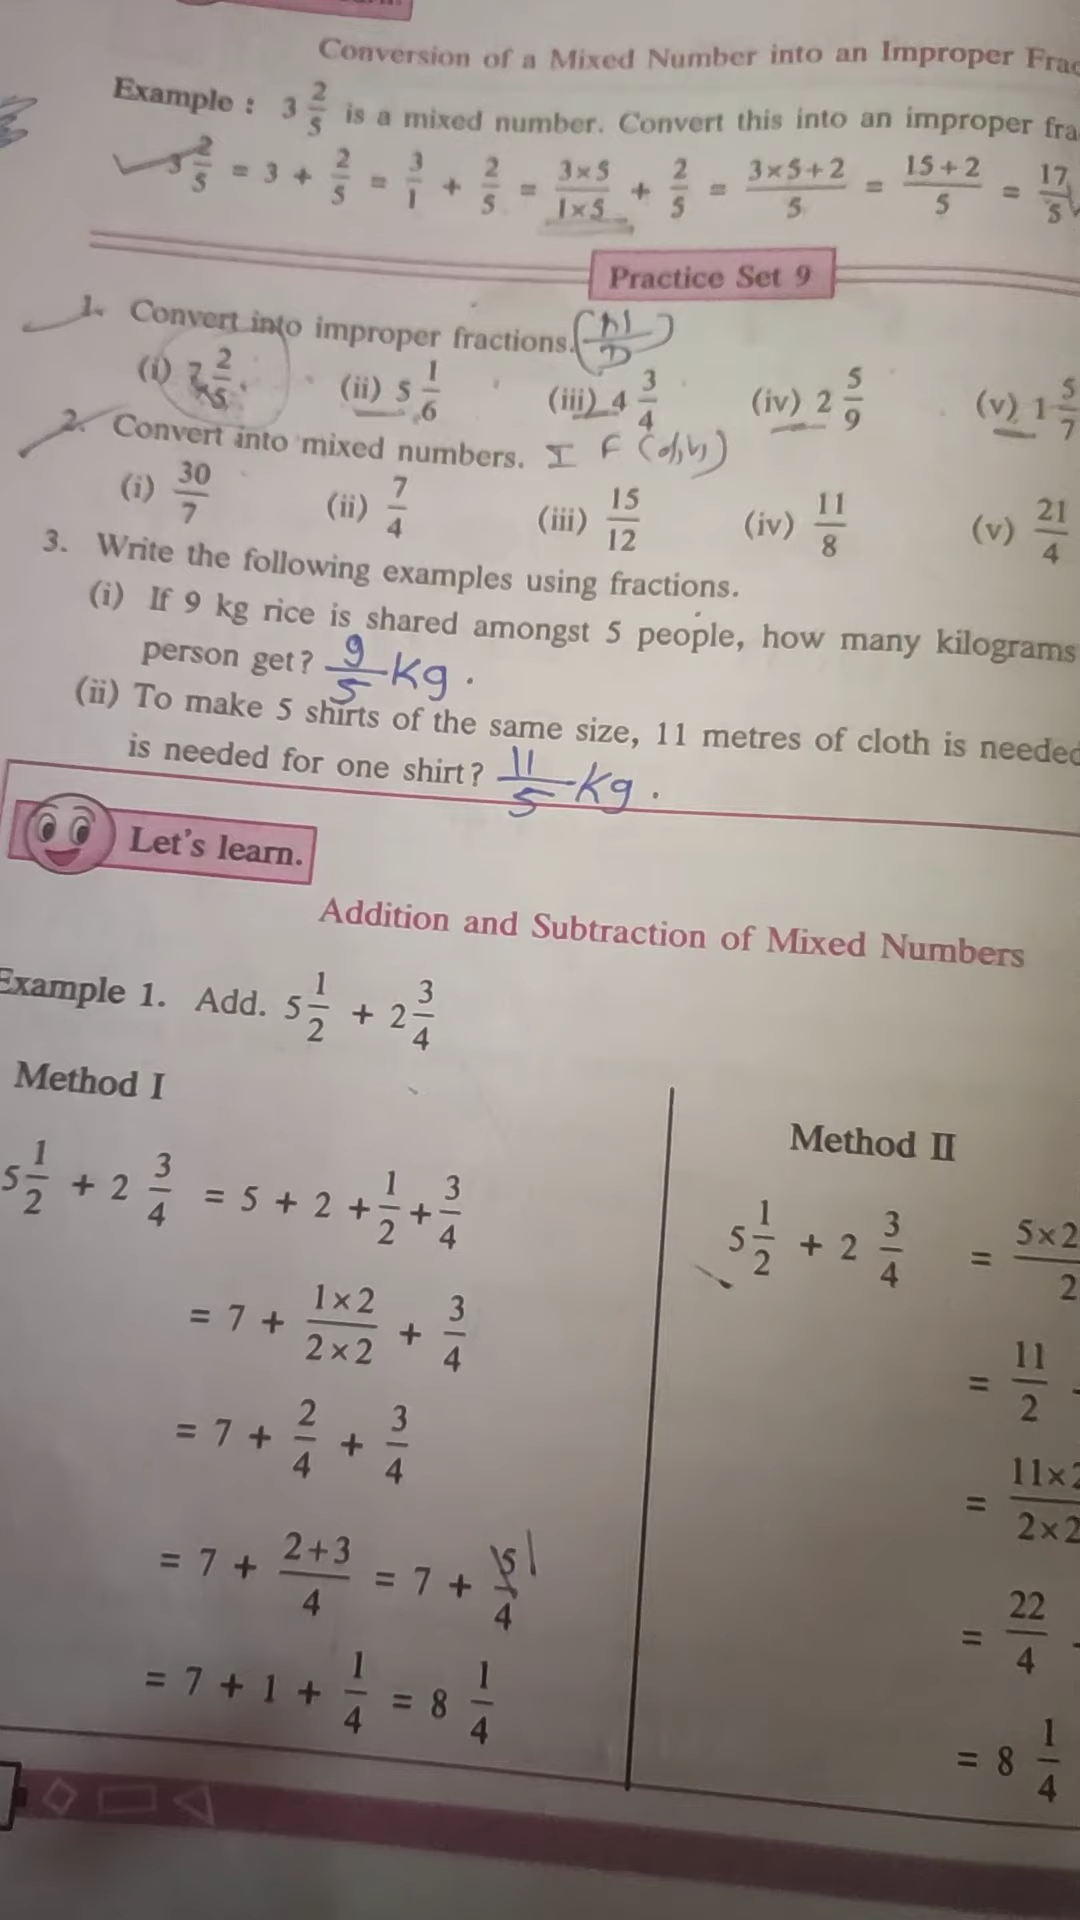 Conversion of a Mixed Number into an Improper Frac
Example : 3 2/5 is a mixed number. Convert this into an improper fra
3 2/5 = 3 + 2/5 = 3/1 + 2/5 = 3×5/1×5 + 2/5 = 3×5+2/5 = 15+2/5 = 17/5
Practice Set 9
1. Convert into improper fractions. (N/D)
(i) 7 2/5 (ii) 5 1/6 (iii) 4 3/4 (iv) 2 5/9 (v) 1 5/7
2. Convert into mixed numbers. I F
(i) 30/7 (ii) 7/4 (iii) 15/12 (iv) 11/8 (v) 21/4
3. Write the following examples using fractions.
(i) If 9 kg rice is shared amongst 5 people, how many kilograms
person get? 9/5 kg.
(ii) To make 5 shirts of the same size, 11 metres of cloth is needed
is needed for one shirt? 11/5 kg.
Let's learn.
Addition and Subtraction of Mixed Numbers
Example 1. Add. 5 1/2 + 2 3/4
Method I
5 1/2 + 2 3/4 = 5 + 2 + 1/2 + 3/4
= 7 + 1×2/2×2 + 3/4
= 7 + 2/4 + 3/4
= 7 + 2+3/4 = 7 + 5/4
= 7 + 1 + 1/4 = 8 1/4
Method II
5 1/2 + 2 3/4 = 5×2/2
= 11/2
= 11×2/2×2
= 22/4
= 8 1/4